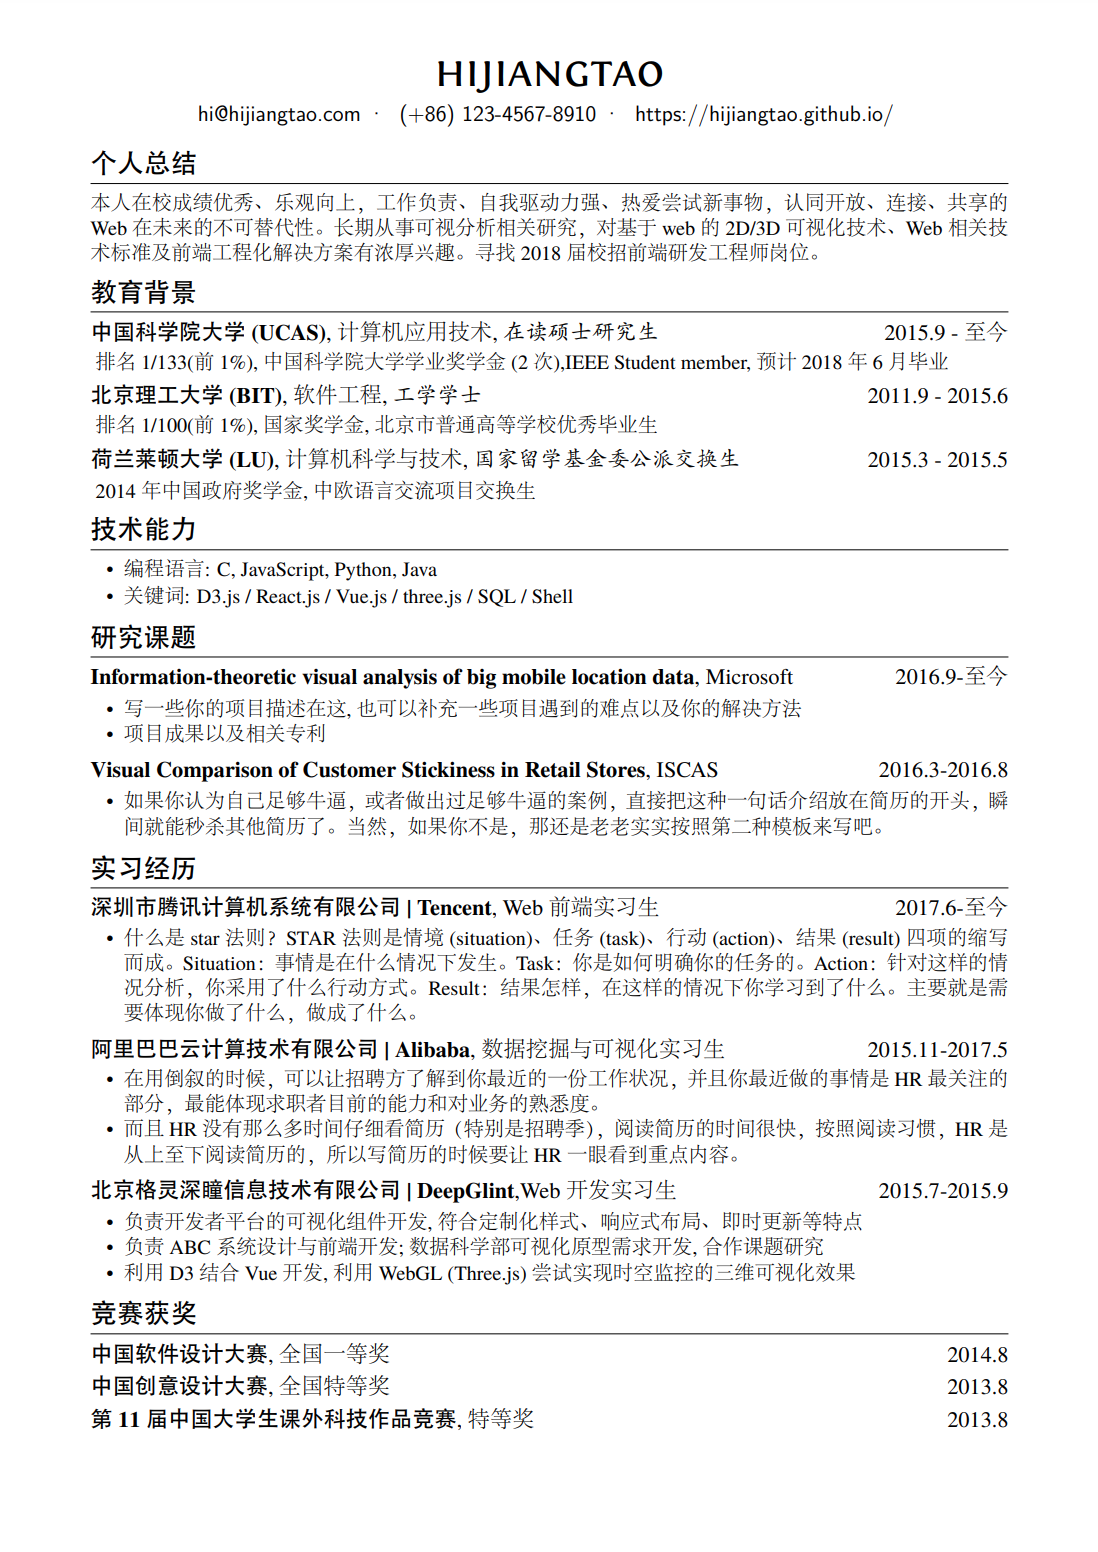 HIJIANGTAO
hi@hijiangtao.com · (+86) 123-4567-8910 · https://hijiangtao.github.io/
个人总结
本人在校成绩优秀、乐观向上，工作负责、自我驱动力强、热爱尝试新事物，认同开放、连接、共享的
Web 在未来的不可替代性。长期从事可视分析相关研究，对基于 web 的 2D/3D 可视化技术、Web 相关技
术标准及前端工程化解决方案有浓厚兴趣。寻找 2018 届校招前端研发工程师岗位。
教育背景
中国科学院大学 (UCAS), 计算机应用技术, 在读硕士研究生 2015.9 - 至今
排名 1/133(前 1%), 中国科学院大学学业奖学金 (2 次),IEEE Student member, 预计 2018 年 6 月毕业
北京理工大学 (BIT), 软件工程, 工学学士 2011.9 - 2015.6
排名 1/100(前 1%), 国家奖学金, 北京市普通高等学校优秀毕业生
荷兰莱顿大学 (LU), 计算机科学与技术, 国家留学基金委公派交换生 2015.3 - 2015.5
2014 年中国政府奖学金, 中欧语言交流项目交换生
技术能力
• 编程语言: C, JavaScript, Python, Java
• 关键词: D3.js / React.js / Vue.js / three.js / SQL / Shell
研究课题
Information-theoretic visual analysis of big mobile location data, Microsoft 2016.9-至今
• 写一些你的项目描述在这, 也可以补充一些项目遇到的难点以及你的解决方法
• 项目成果以及相关专利
Visual Comparison of Customer Stickiness in Retail Stores, ISCAS 2016.3-2016.8
• 如果你认为自己足够牛逼，或者做出过足够牛逼的案例，直接把这种一句话介绍放在简历的开头，瞬
间就能秒杀其他简历了。当然，如果你不是，那还是老老实实按照第二种模板来写吧。
实习经历
深圳市腾讯计算机系统有限公司 | Tencent, Web 前端实习生 2017.6-至今
• 什么是 star 法则？STAR 法则是情境 (situation)、任务 (task)、行动 (action)、结果 (result) 四项的缩写
而成。Situation：事情是在什么情况下发生。Task：你是如何明确你的任务的。Action：针对这样的情
况分析，你采用了什么行动方式。Result：结果怎样，在这样的情况下你学习到了什么。主要就是需
要体现你做了什么，做成了什么。
阿里巴巴云计算技术有限公司 | Alibaba, 数据挖掘与可视化实习生 2015.11-2017.5
• 在用倒叙的时候，可以让招聘方了解到你最近的一份工作状况，并且你最近做的事情是 HR 最关注的
部分，最能体现求职者目前的能力和对业务的熟悉度。
• 而且 HR 没有那么多时间仔细看简历（特别是招聘季），阅读简历的时间很快，按照阅读习惯，HR 是
从上至下阅读简历的，所以写简历的时候要让 HR 一眼看到重点内容。
北京格灵深瞳信息技术有限公司 | DeepGlint,Web 开发实习生 2015.7-2015.9
• 负责开发者平台的可视化组件开发, 符合定制化样式、响应式布局、即时更新等特点
• 负责 ABC 系统设计与前端开发; 数据科学部可视化原型需求开发, 合作课题研究
• 利用 D3 结合 Vue 开发, 利用 WebGL (Three.js) 尝试实现时空监控的三维可视化效果
竞赛获奖
中国软件设计大赛, 全国一等奖 2014.8
中国创意设计大赛, 全国特等奖 2013.8
第 11 届中国大学生课外科技作品竞赛, 特等奖 2013.8